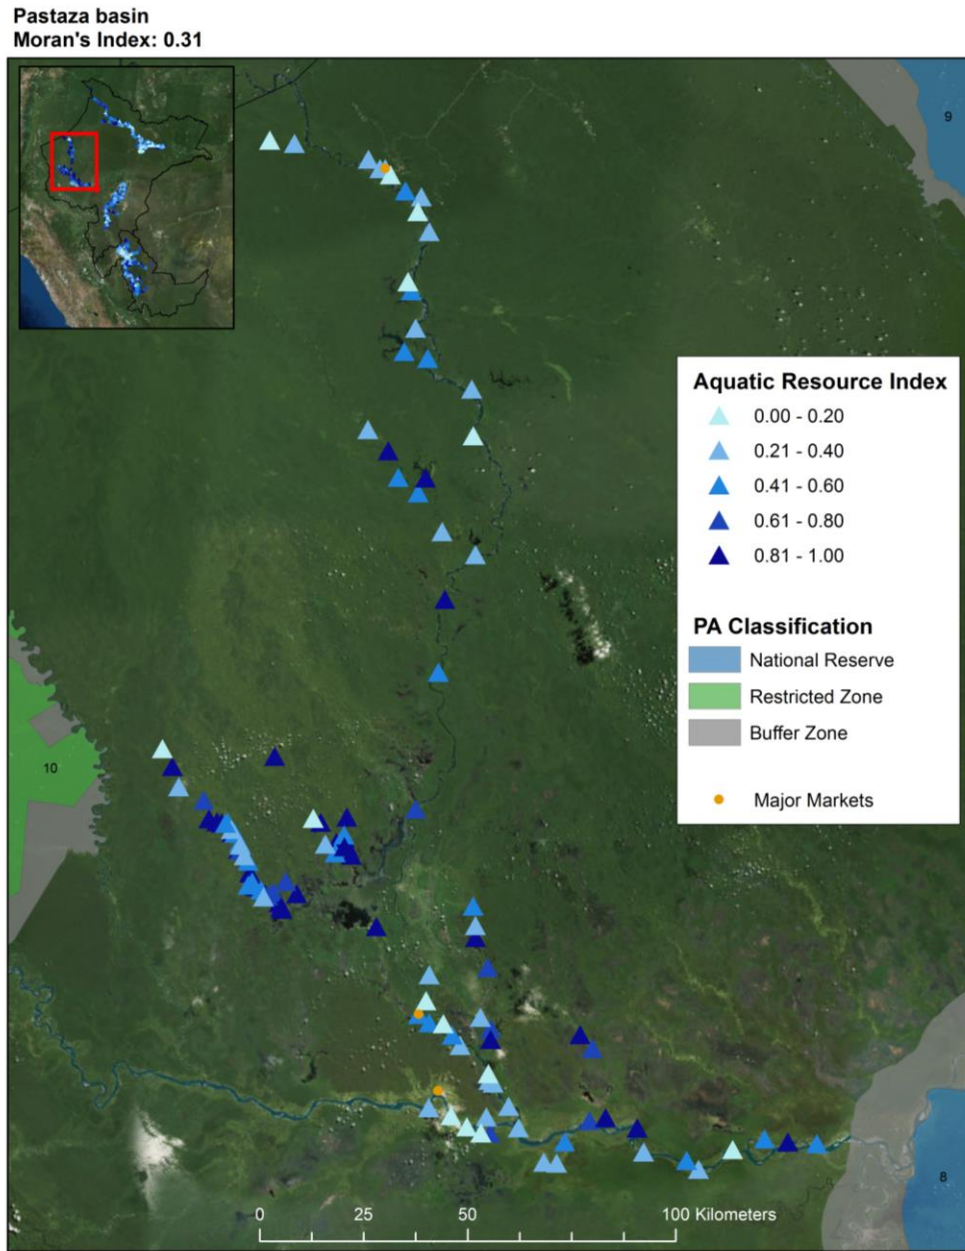 Pastaza basin
Moran's Index: 0.31
9
Aquatic Resource Index
0.00 - 0.20
0.21 - 0.40
0.41 - 0.60
0.61 - 0.80
0.81 - 1.00
PA Classification
National Reserve
Restricted Zone
Buffer Zone
Major Markets
10
8
0 25 50 100 Kilometers